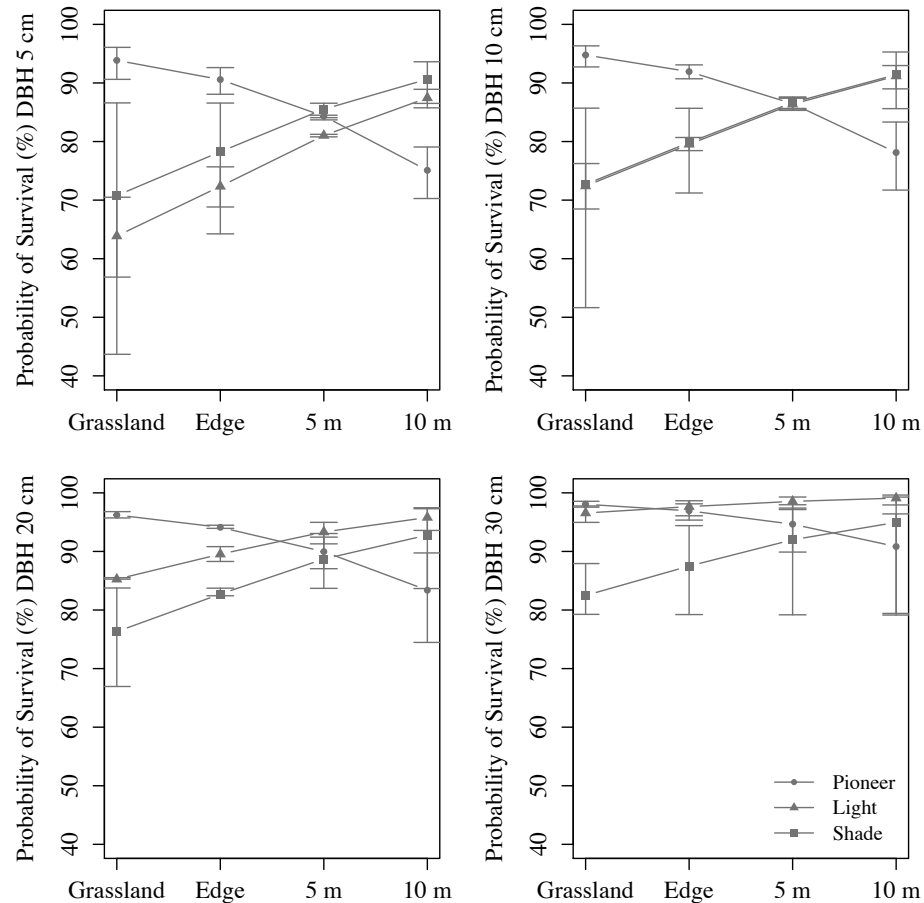 Probability of Survival (%) DBH 5 cm
100
90
80
70
60
50
40
Grassland Edge 5 m 10 m
Probability of Survival (%) DBH 10 cm
100
90
80
70
60
50
40
Grassland Edge 5 m 10 m
Probability of Survival (%) DBH 20 cm
100
90
80
70
60
50
40
Grassland Edge 5 m 10 m
Probability of Survival (%) DBH 30 cm
100
90
80
70
60
50
40
Pioneer
Light
Shade
Grassland Edge 5 m 10 m